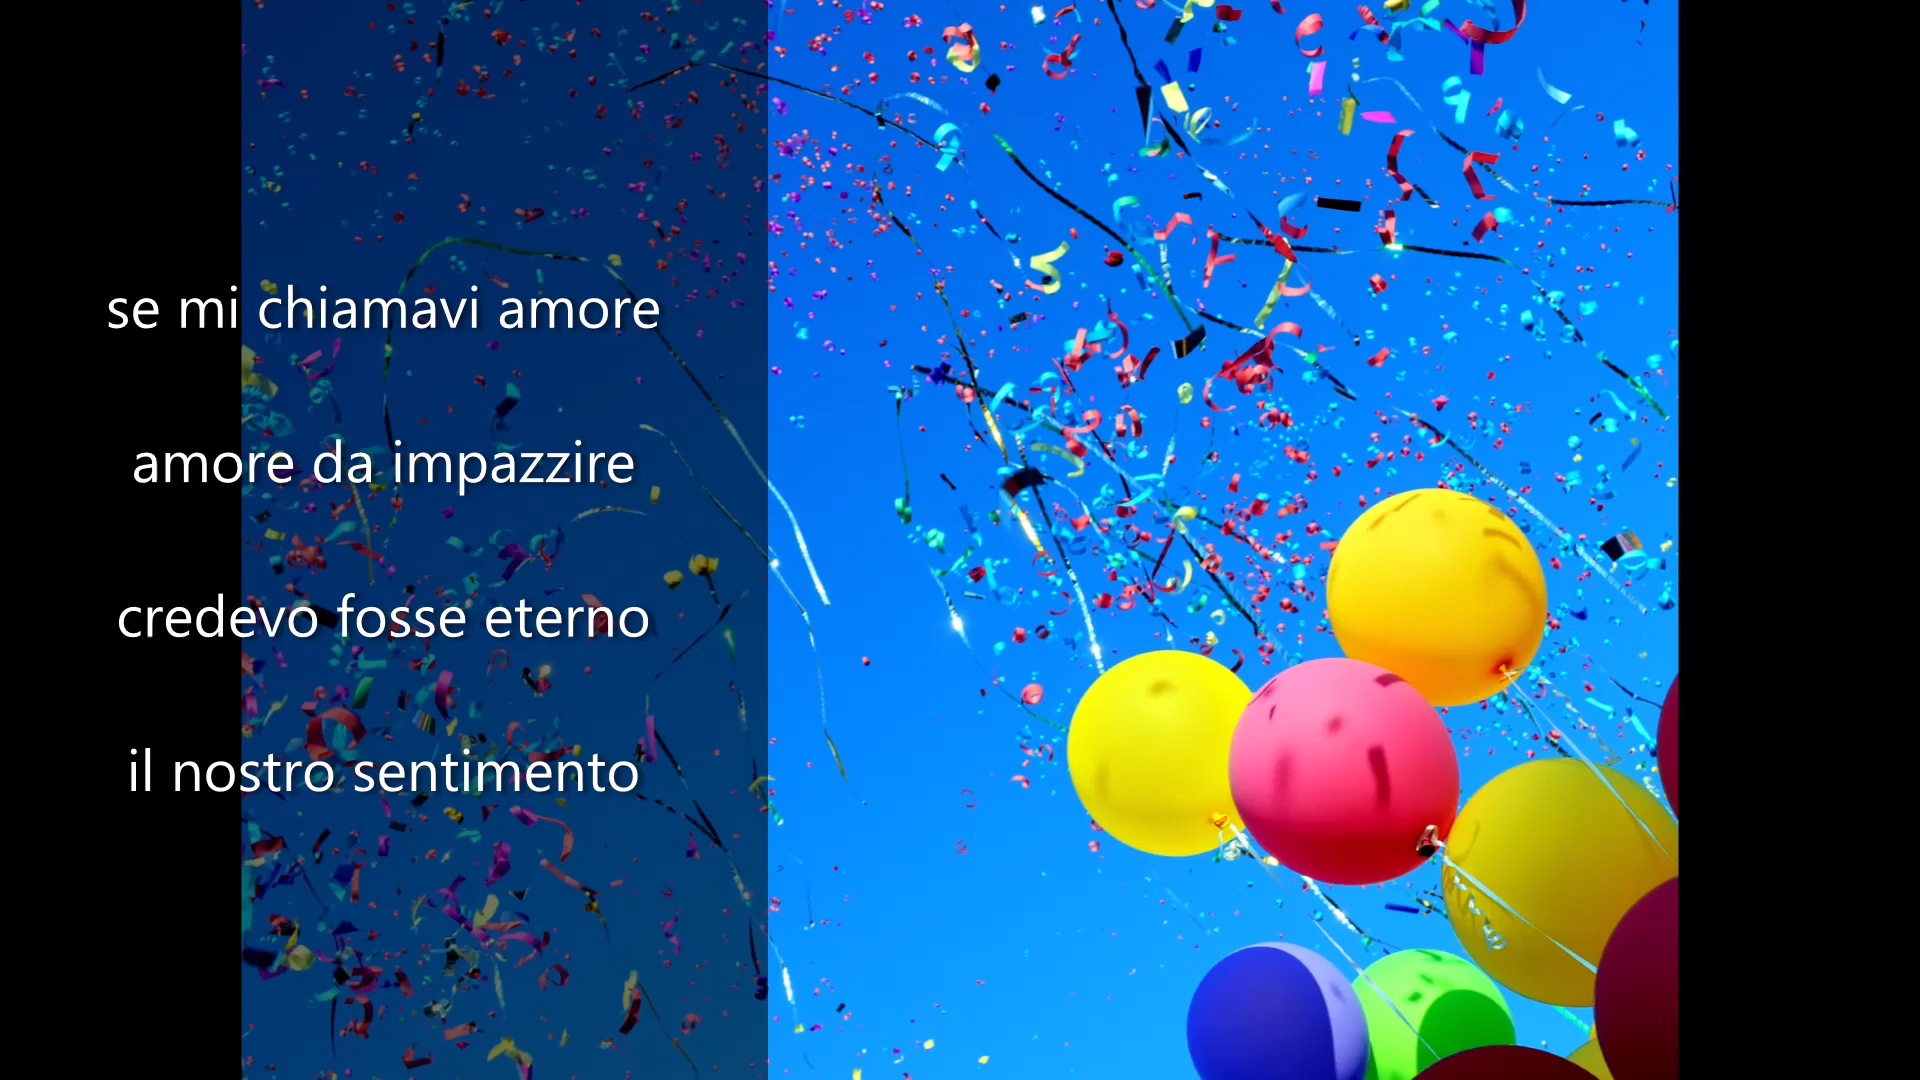 se mi chiamavi amore
amore da impazzire
credevo fosse eterno
il nostro sentimento